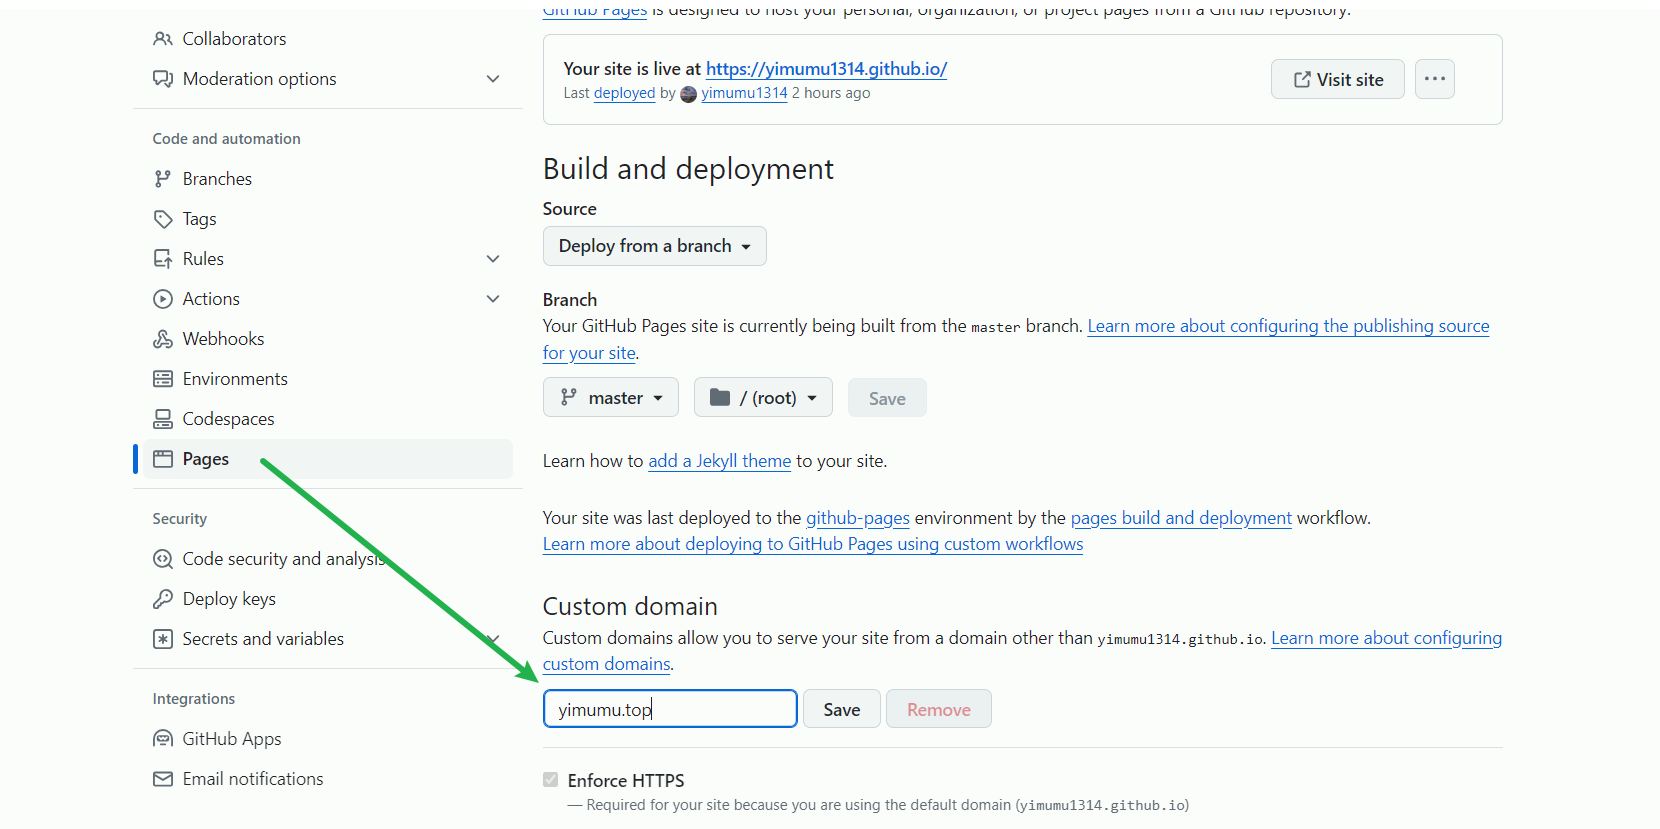 Collaborators
Moderation options
Code and automation
Branches
Tags
Rules
Actions
Webhooks
Environments
Codespaces
Pages
Security
Code security and analysis
Deploy keys
Secrets and variables
Integrations
GitHub Apps
Email notifications
GitHub Pages is designed to host your personal, organization, or project pages from a GitHub repository.
Your site is live at https://yimumu1314.github.io/
Last deployed by yimumu1314 2 hours ago
Visit site
Build and deployment
Source
Deploy from a branch
Branch
Your GitHub Pages site is currently being built from the master branch. Learn more about configuring the publishing source
for your site.
master
/ (root)
Save
Learn how to add a Jekyll theme to your site.
Your site was last deployed to the github-pages environment by the pages build and deployment workflow.
Learn more about deploying to GitHub Pages using custom workflows
Custom domain
Custom domains allow you to serve your site from a domain other than yimumu1314.github.io. Learn more about configuring
custom domains.
yimumu.top
Save
Remove
Enforce HTTPS
— Required for your site because you are using the default domain (yimumu1314.github.io)